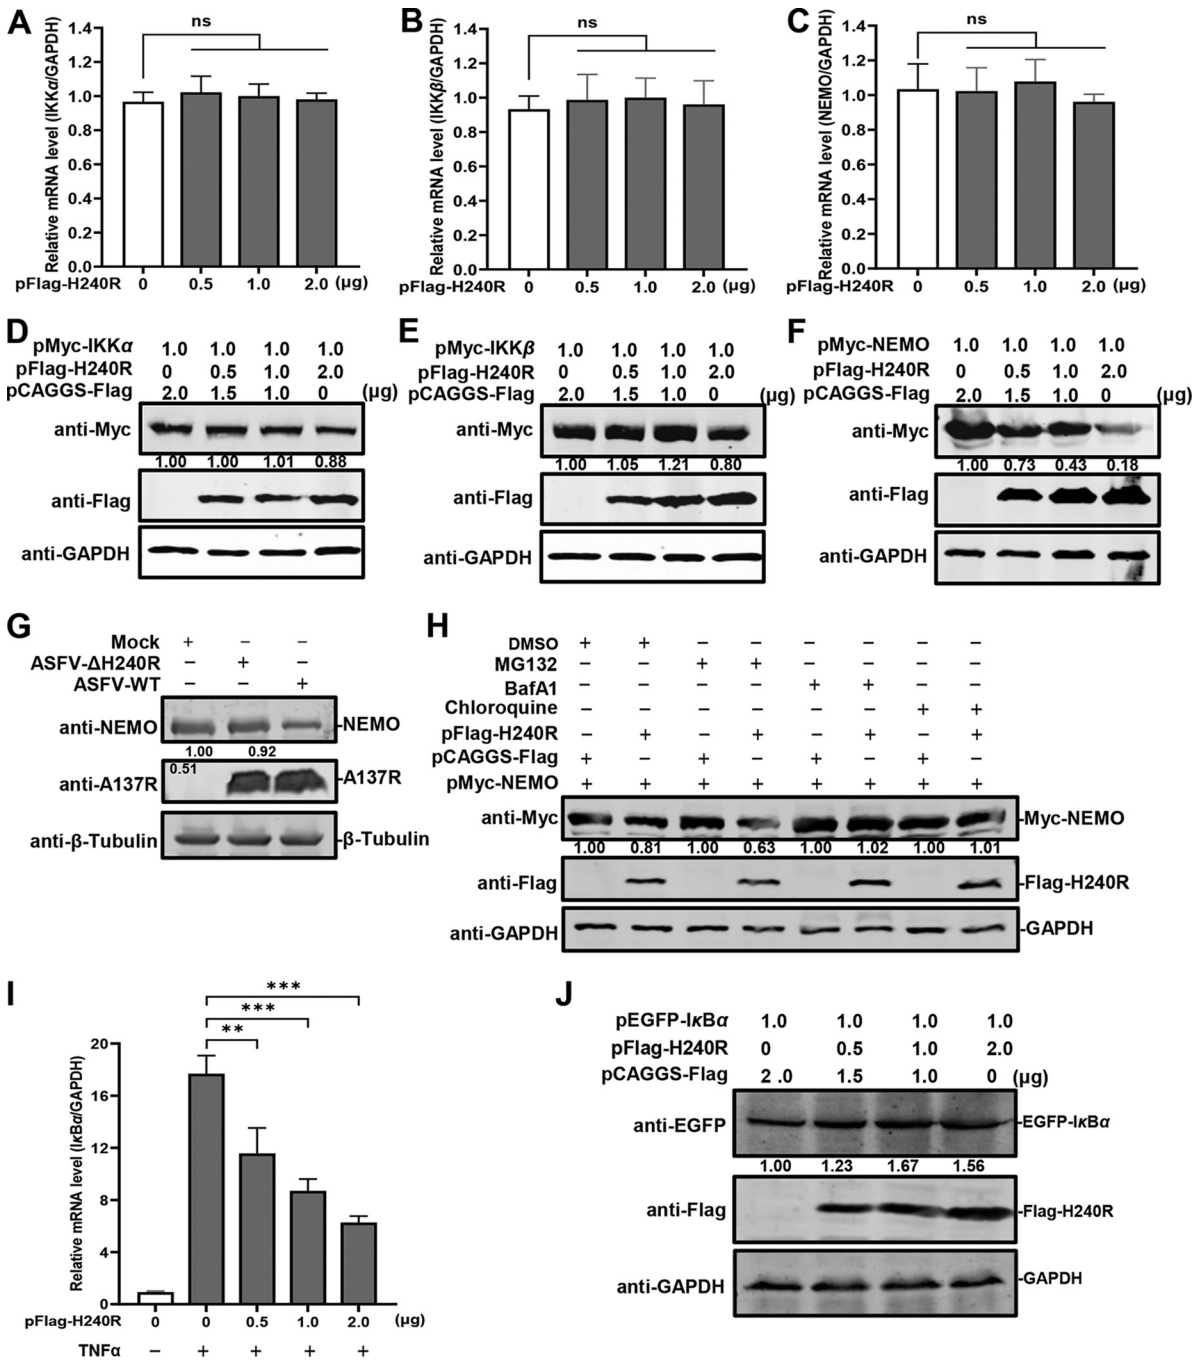 A
Relative mRNA level (IKKα/GAPDH)
1.4
1.2
1.0
0.8
0.6
0.4
0.2
0.0
ns
pFlag-H240R 0 0.5 1.0 2.0 (μg)
B
Relative mRNA level (IKKβ/GAPDH)
1.4
1.2
1.0
0.8
0.6
0.4
0.2
0.0
ns
pFlag-H240R 0 0.5 1.0 2.0 (μg)
C
Relative mRNA level (NEMO/GAPDH)
1.4
1.2
1.0
0.8
0.6
0.4
0.2
0.0
ns
pFlag-H240R 0 0.5 1.0 2.0 (μg)
D
pMyc-IKKα 1.0 1.0 1.0 1.0
pFlag-H240R 0 0.5 1.0 2.0
pCAGGS-Flag 2.0 1.5 1.0 0 (μg)
anti-Myc
1.00 1.00 1.01 0.88
anti-Flag
anti-GAPDH
E
pMyc-IKKβ 1.0 1.0 1.0 1.0
pFlag-H240R 0 0.5 1.0 2.0
pCAGGS-Flag 2.0 1.5 1.0 0 (μg)
anti-Myc
1.00 1.05 1.21 0.80
anti-Flag
anti-GAPDH
F
pMyc-NEMO 1.0 1.0 1.0 1.0
pFlag-H240R 0 0.5 1.0 2.0
pCAGGS-Flag 2.0 1.5 1.0 0 (μg)
anti-Myc
1.00 0.73 0.43 0.18
anti-Flag
anti-GAPDH
G
Mock + − −
ASFV-ΔH240R − + −
ASFV-WT − − +
anti-NEMO -NEMO
1.00 0.92
0.51
anti-A137R -A137R
anti-β-Tubulin -β-Tubulin
H
DMSO + + − − − − − −
MG132 − − + + − − − −
BafA1 − − − − + + − −
Chloroquine − − − − − − + +
pFlag-H240R − + − + − + − +
pCAGGS-Flag + − + − + − + −
pMyc-NEMO + + + + + + + +
anti-Myc -Myc-NEMO
1.00 0.81 1.00 0.63 1.00 1.02 1.00 1.01
anti-Flag -Flag-H240R
anti-GAPDH -GAPDH
I
Relative mRNA level (IκBα/GAPDH)
20
16
12
8
4
0
***
***
**
pFlag-H240R 0 0 0.5 1.0 2.0 (μg)
TNFα − + + + +
J
pEGFP-IκBα 1.0 1.0 1.0 1.0
pFlag-H240R 0 0.5 1.0 2.0
pCAGGS-Flag 2 .0 1.5 1.0 0 (μg)
anti-EGFP -EGFP-IκBα
1.00 1.23 1.67 1.56
anti-Flag -Flag-H240R
anti-GAPDH -GAPDH